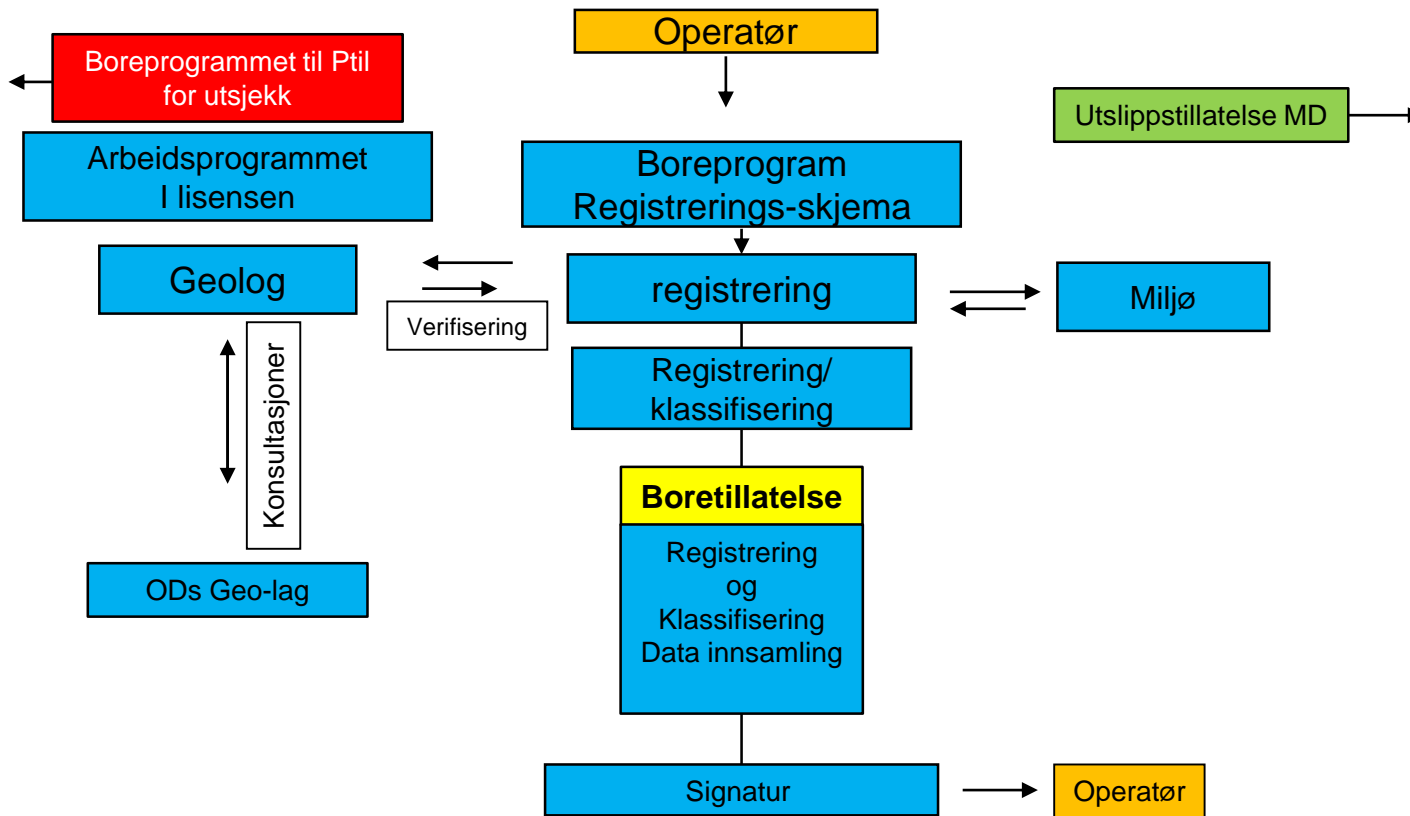 Operatør
Boreprogrammet til Ptil
for utsjekk
Utslippstillatelse MD
Arbeidsprogrammet
I lisensen
Boreprogram
Registrerings-skjema
Geolog
registrering
Miljø
Verifisering
Konsultasjoner
Registrering/
klassifisering
Boretillatelse
Registrering
og
Klassifisering
Data innsamling
ODs Geo-lag
Signatur
Operatør